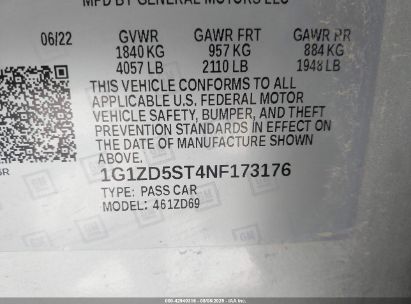 MFD BY GENERAL MOTORS LLC
06/22 GVWR GAWR FRT GAWR RR
1840 KG 957 KG 884 KG
4057 LB 2110 LB 1948 LB
THIS VEHICLE CONFORMS TO ALL
APPLICABLE U.S. FEDERAL MOTOR
VEHICLE SAFETY, BUMPER, AND THEFT
PREVENTION STANDARDS IN EFFECT ON
THE DATE OF MANUFACTURE SHOWN
ABOVE.
1G1ZD5ST4NF173176
TYPE: PASS CAR
MODEL: 461ZD69